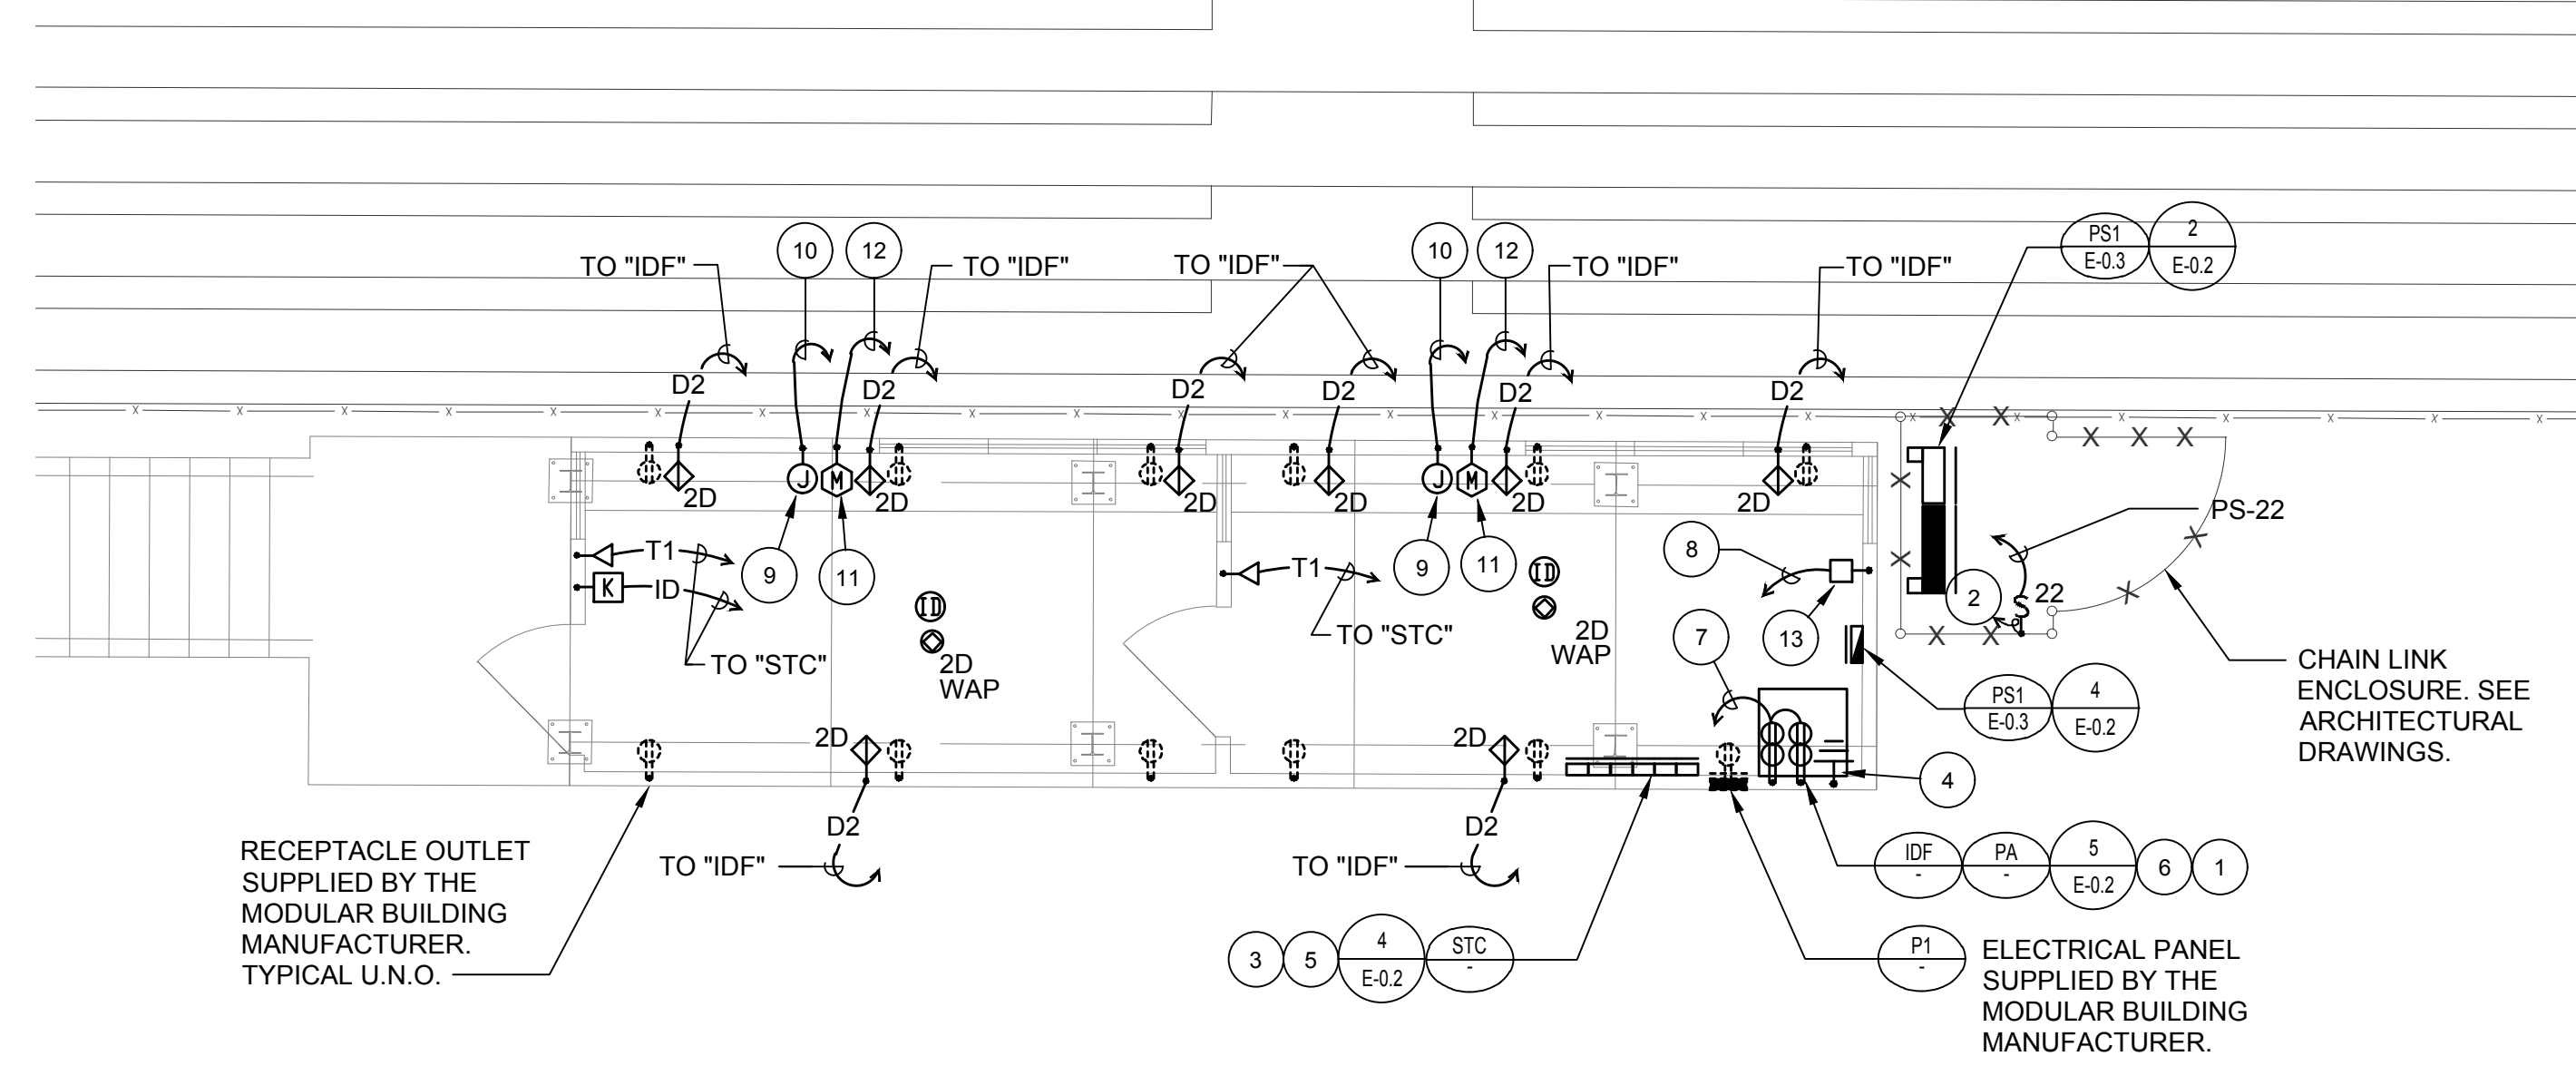 PS1
E-0.3
2
E-0.2
10
12
10
12
TO "IDF"
TO "IDF"
TO "IDF"
TO "IDF"
TO "IDF"
D2
D2
D2
D2
D2
D2
J
M
J
M
2D
2D
2D
2D
2D
2D
PS-22
T1
K
ID
9
11
T1
9
11
8
13
2
S
22
ID
ID
TO "STC"
TO "STC"
2D
WAP
2D
WAP
7
CHAIN LINK
ENCLOSURE. SEE
ARCHITECTURAL
DRAWINGS.
PS1
E-0.3
4
E-0.2
2D
2D
4
D2
D2
TO "IDF"
TO "IDF"
RECEPTACLE OUTLET
SUPPLIED BY THE
MODULAR BUILDING
MANUFACTURER.
TYPICAL U.N.O.
IDF
-
PA
-
5
E-0.2
6
1
3
5
4
E-0.2
STC
-
P1
-
ELECTRICAL PANEL
SUPPLIED BY THE
MODULAR BUILDING
MANUFACTURER.